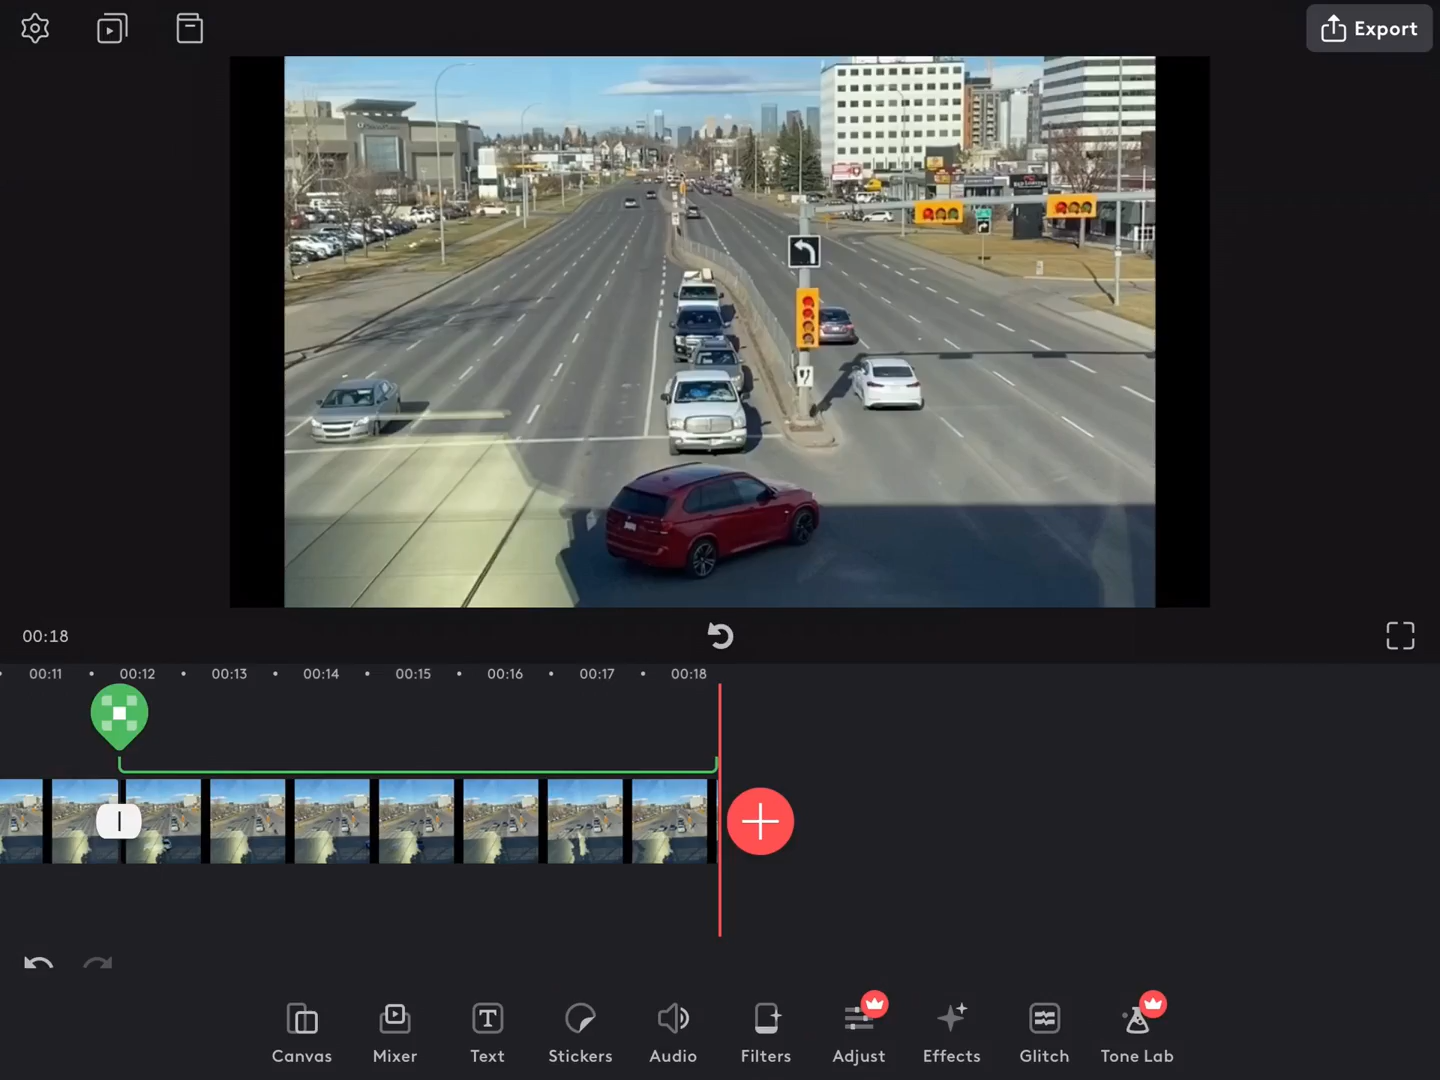 Export
00:18
00:11 00:12 00:13 00:14 00:15 00:16 00:17 00:18
Canvas Mixer Text Stickers Audio Filters Adjust Effects Glitch Tone Lab